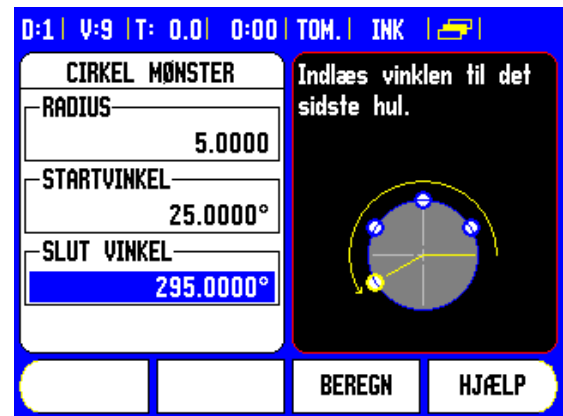 D:1| V:9 |T: 0.0| 0:00| TOM.| INK
CIRKEL MØNSTER
RADIUS
5.0000
STARTVINKEL
25.0000°
SLUT VINKEL
295.0000°
Indlæs vinklen til det
sidste hul.
BEREGN
HJÆLP